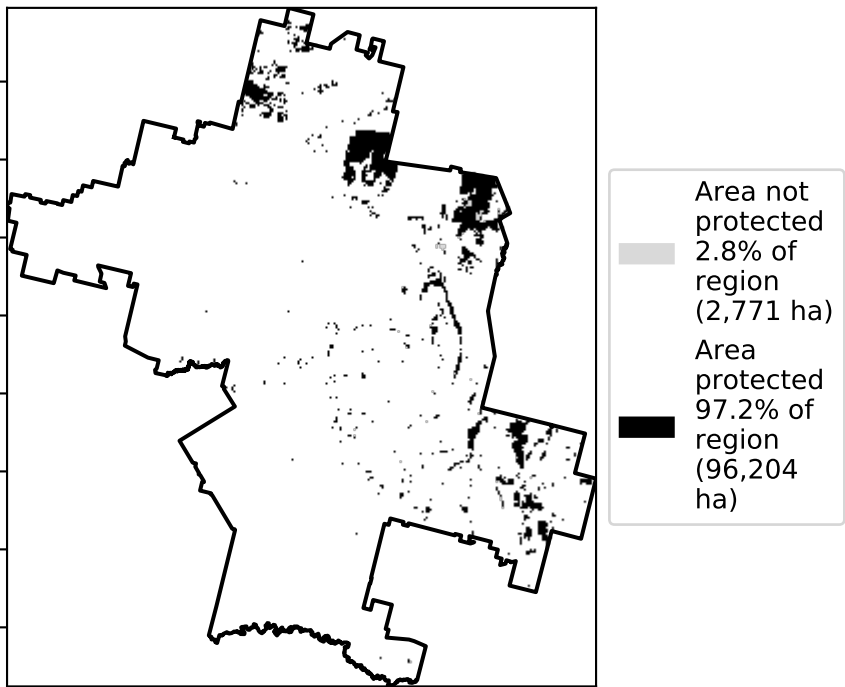 Area not
protected
2.8% of
region
(2,771 ha)
Area
protected
97.2% of
region
(96,204
ha)